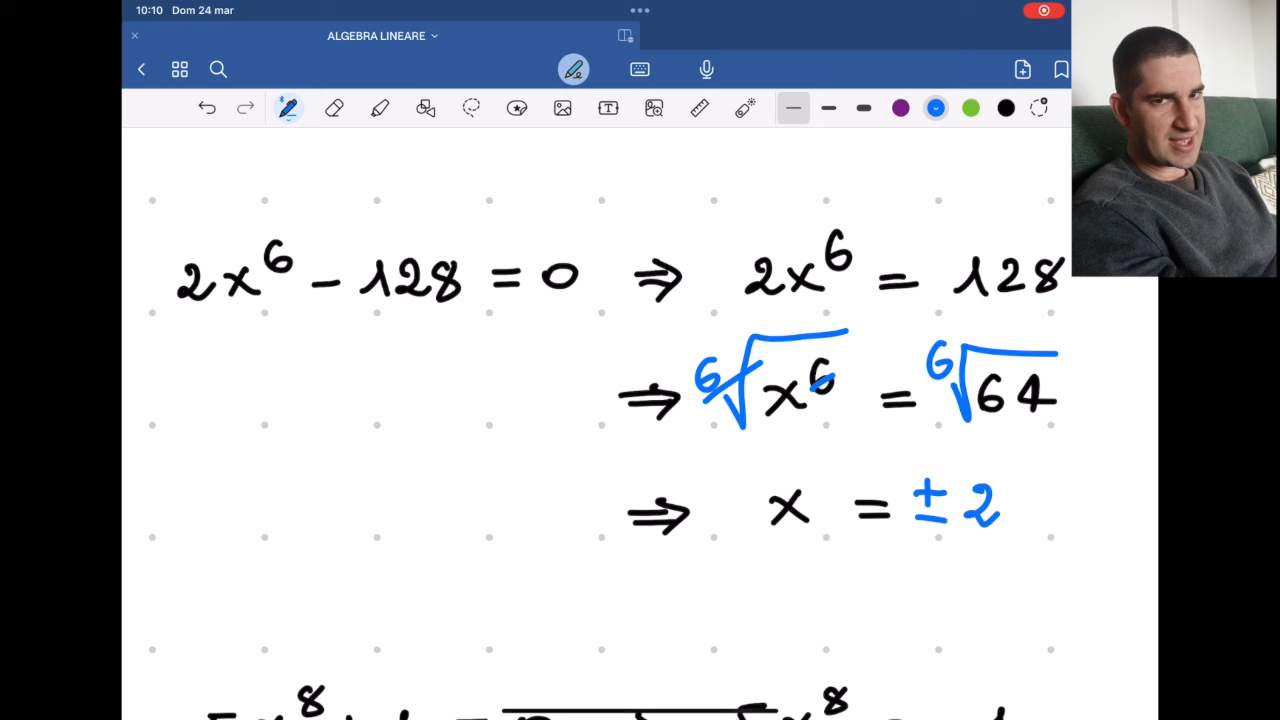 10:10 Dom 24 mar
ALGEBRA LINEARE
2x⁶ - 128 = 0 ⇒ 2x⁶ = 128
⇒ ⁶√x⁶ = ⁶√64
⇒ x = ± 2